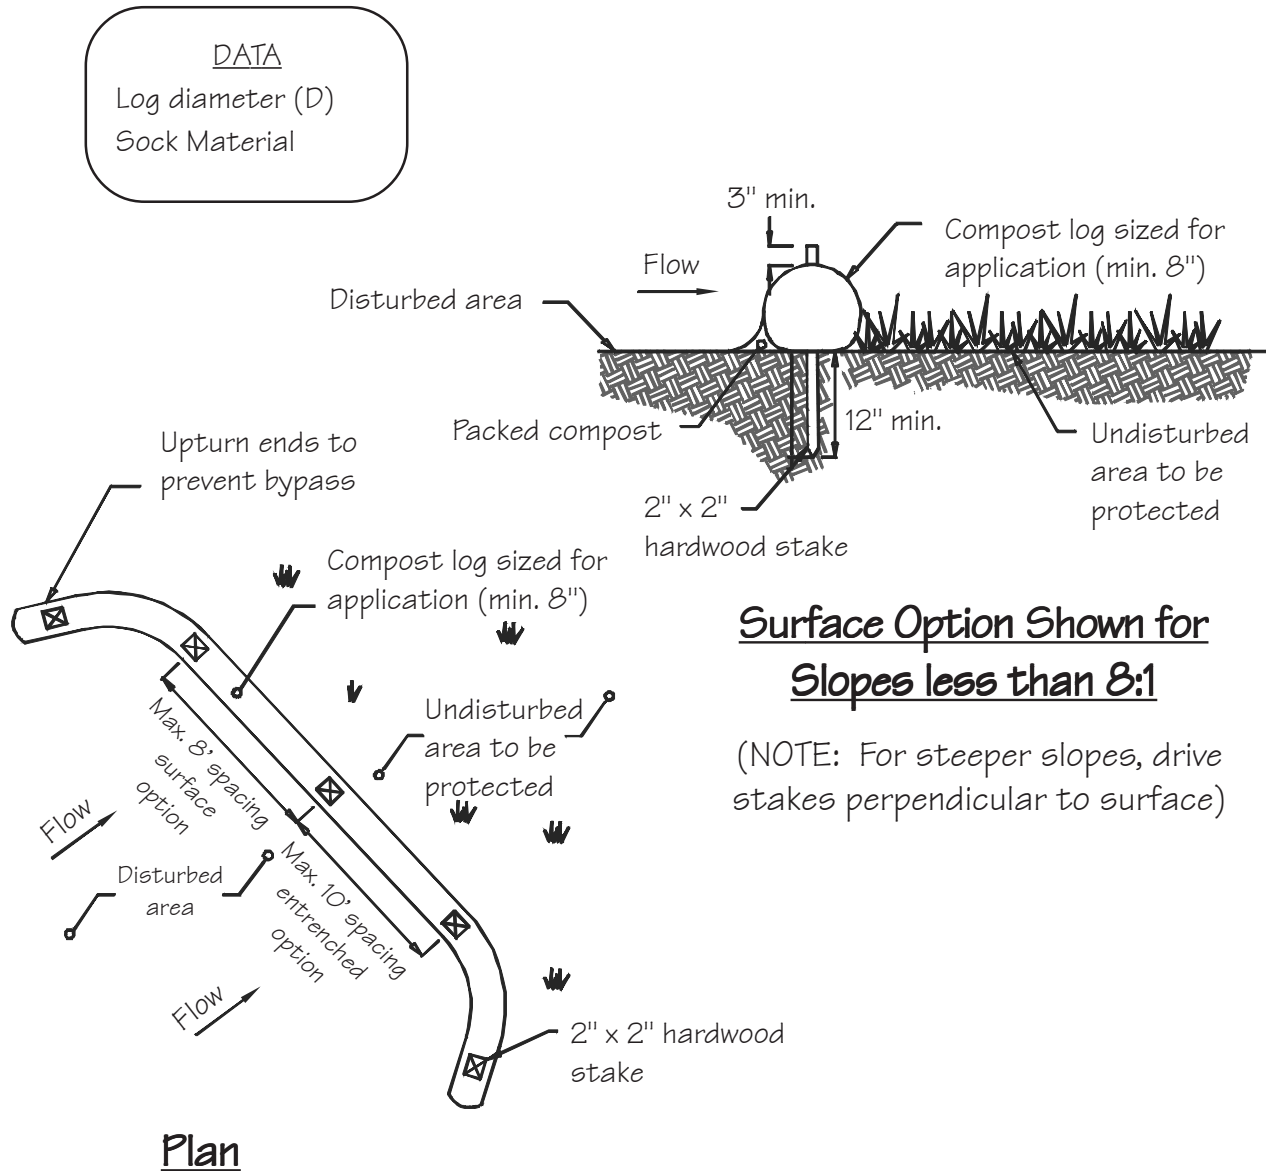 DATA
Log diameter (D)
Sock Material
3" min.
Flow
Compost log sized for
application (min. 8")
Disturbed area
Packed compost
12" min.
Undisturbed
area to be
protected
2" x 2"
hardwood stake
Surface Option Shown for
Slopes less than 8:1
(NOTE: For steeper slopes, drive
stakes perpendicular to surface)
Upturn ends to
prevent bypass
Compost log sized for
application (min. 8")
Undisturbed
area to be
protected
Max. 8' spacing
surface
option
Flow
Disturbed
area
Max. 10' spacing
entrenched
option
Flow
2" x 2" hardwood
stake
Plan